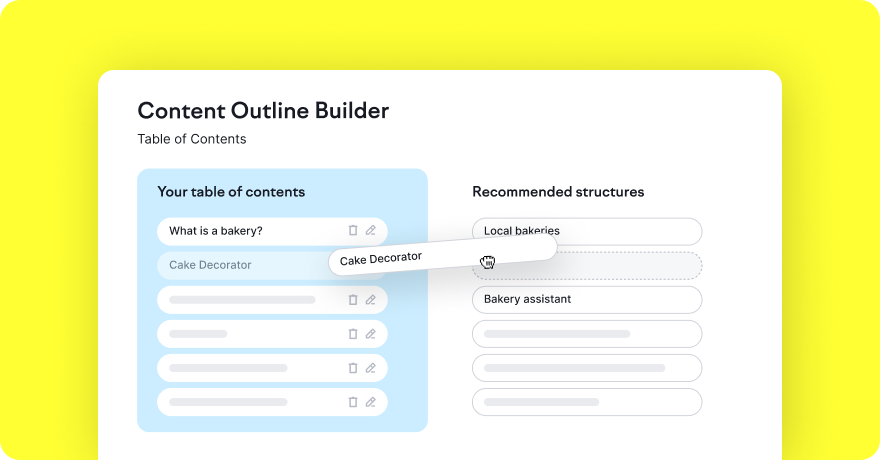 Content Outline Builder
Table of Contents
Your table of contents
What is a bakery?
Cake Decorator
Recommended structures
Local bakeries
Cake Decorator
Bakery assistant